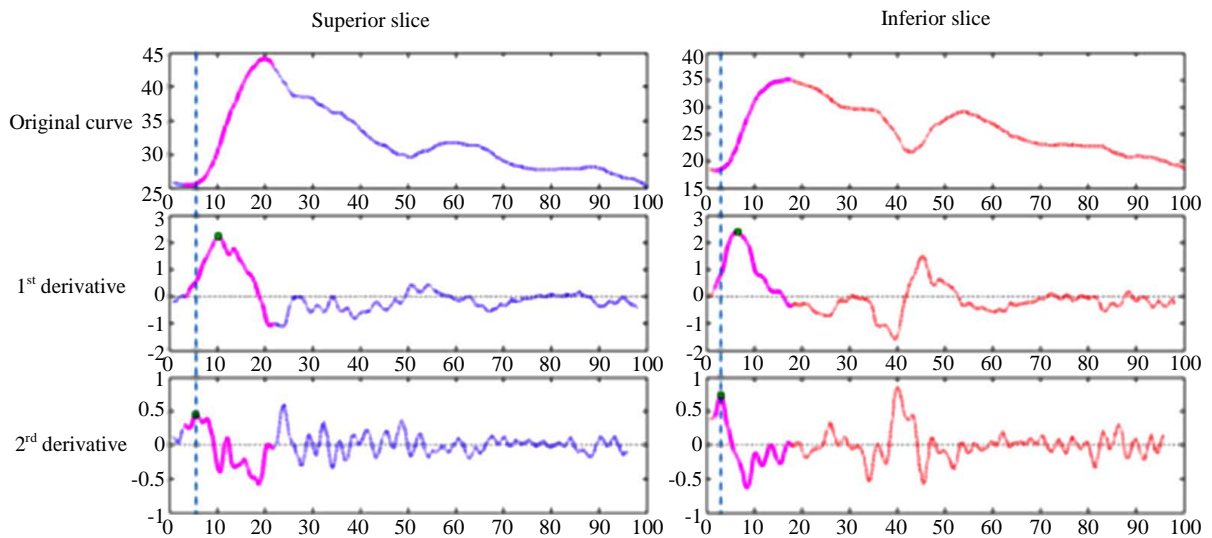 Superior slice Inferior slice
45 40
40 35
Original curve 35 30
25
30 20
25 15
0 10 20 30 40 50 60 70 80 90 100 0 10 20 30 40 50 60 70 80 90 100
3 3
2 2
1 1
1st derivative 0 0
-1 -1
-2 -2
0 10 20 30 40 50 60 70 80 90 100 0 10 20 30 40 50 60 70 80 90 100
1 1
0.5 0.5
2rd derivative 0 0
-0.5 -0.5
-1 -1
0 10 20 30 40 50 60 70 80 90 100 0 10 20 30 40 50 60 70 80 90 100